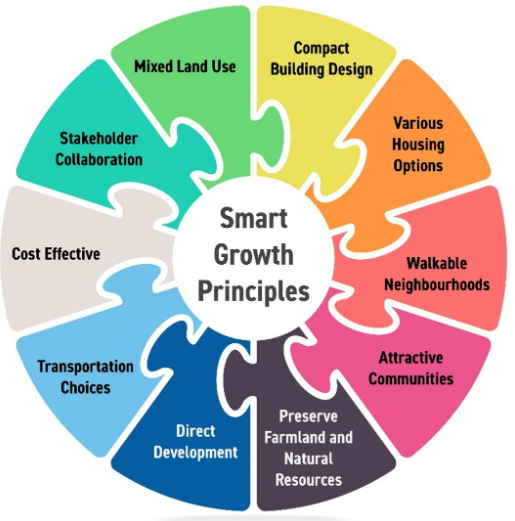 Smart
Growth
Principles
Mixed Land Use
Compact
Building Design
Various
Housing
Options
Walkable
Neighbourhoods
Attractive
Communities
Preserve
Farmland and
Natural
Resources
Direct
Development
Transportation
Choices
Cost Effective
Stakeholder
Collaboration